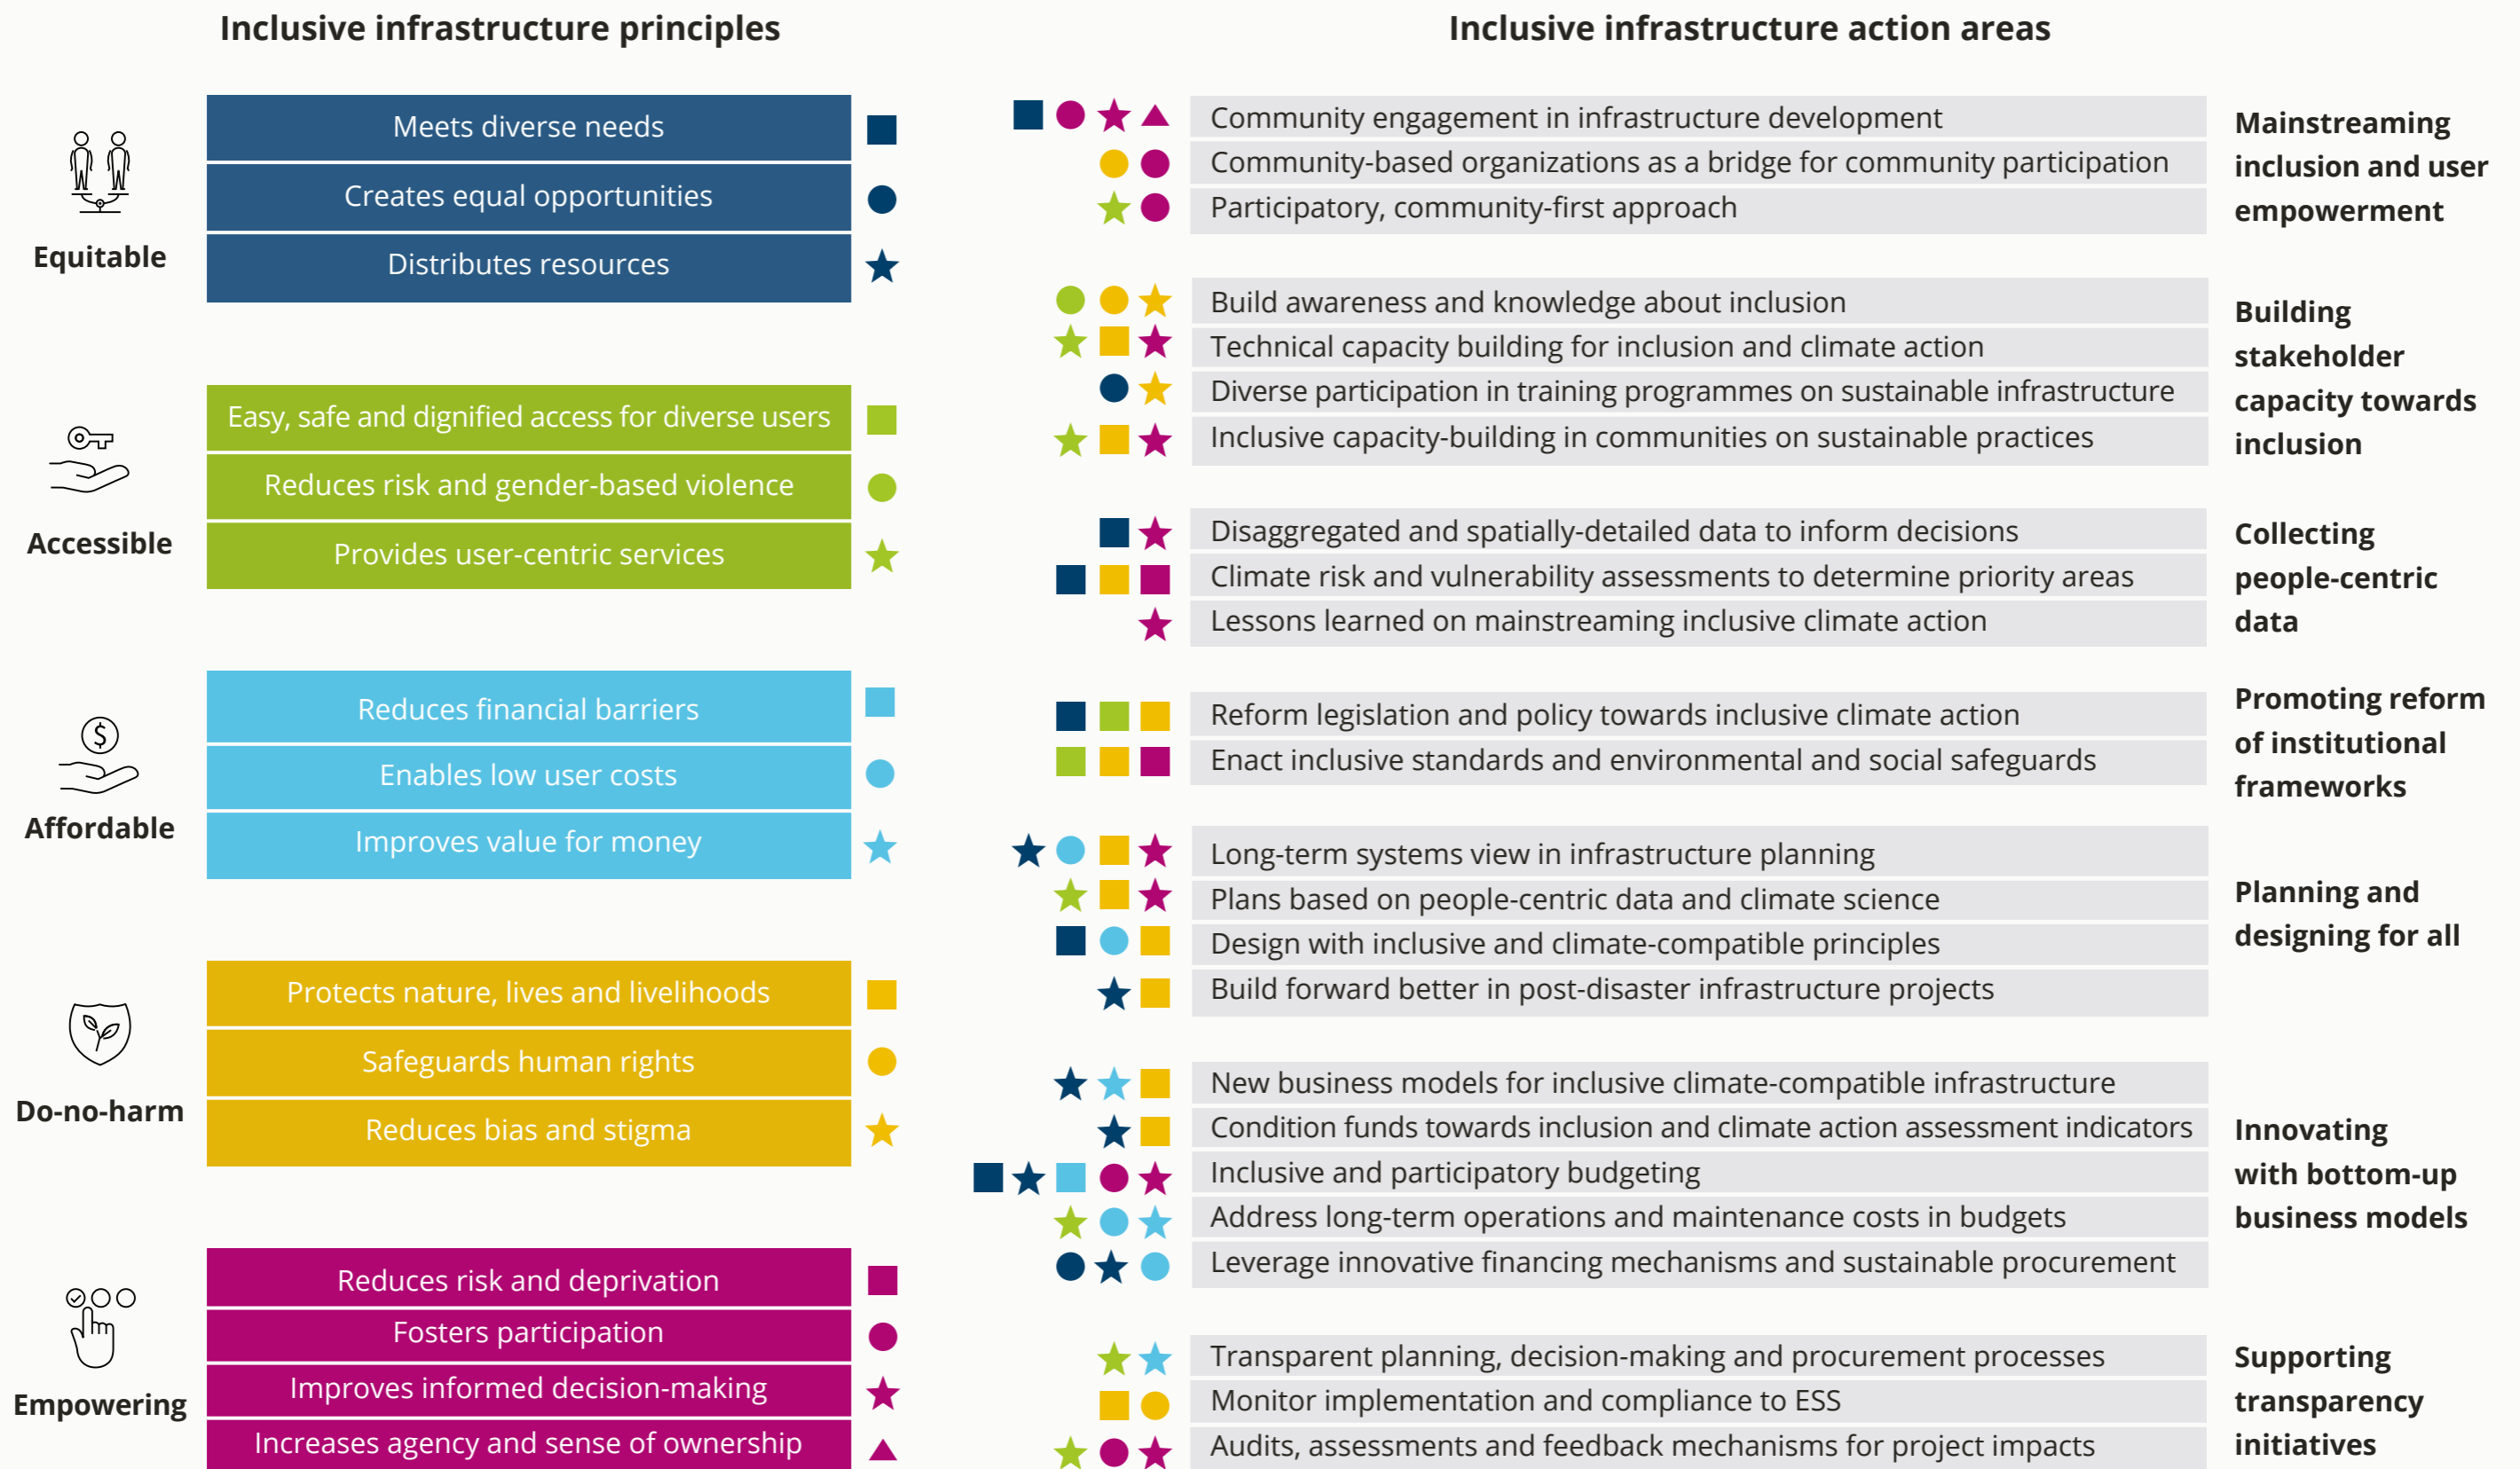 Inclusive infrastructure principles
Equitable
Meets diverse needs
Creates equal opportunities
Distributes resources
Accessible
Easy, safe and dignified access for diverse users
Reduces risk and gender-based violence
Provides user-centric services
Affordable
Reduces financial barriers
Enables low user costs
Improves value for money
Do-no-harm
Protects nature, lives and livelihoods
Safeguards human rights
Reduces bias and stigma
Empowering
Reduces risk and deprivation
Fosters participation
Improves informed decision-making
Increases agency and sense of ownership
Inclusive infrastructure action areas
Community engagement in infrastructure development
Community-based organizations as a bridge for community participation
Participatory, community-first approach
Mainstreaming
inclusion and user
empowerment
Build awareness and knowledge about inclusion
Technical capacity building for inclusion and climate action
Diverse participation in training programmes on sustainable infrastructure
Inclusive capacity-building in communities on sustainable practices
Building
stakeholder
capacity towards
inclusion
Disaggregated and spatially-detailed data to inform decisions
Climate risk and vulnerability assessments to determine priority areas
Lessons learned on mainstreaming inclusive climate action
Collecting
people-centric
data
Reform legislation and policy towards inclusive climate action
Enact inclusive standards and environmental and social safeguards
Promoting reform
of institutional
frameworks
Long-term systems view in infrastructure planning
Plans based on people-centric data and climate science
Design with inclusive and climate-compatible principles
Build forward better in post-disaster infrastructure projects
Planning and
designing for all
New business models for inclusive climate-compatible infrastructure
Condition funds towards inclusion and climate action assessment indicators
Inclusive and participatory budgeting
Address long-term operations and maintenance costs in budgets
Leverage innovative financing mechanisms and sustainable procurement
Innovating
with bottom-up
business models
Transparent planning, decision-making and procurement processes
Monitor implementation and compliance to ESS
Audits, assessments and feedback mechanisms for project impacts
Supporting
transparency
initiatives